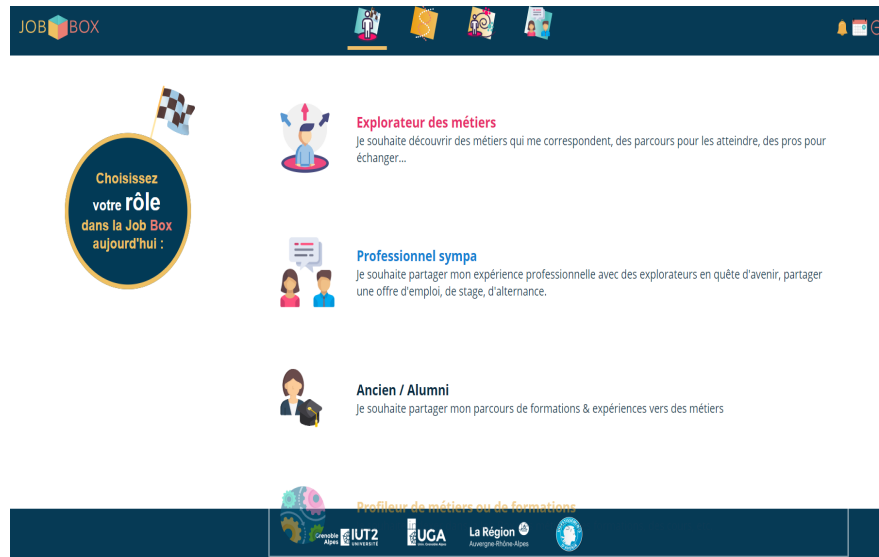 JOB BOX
Choisissez
votre rôle
dans la Job Box
aujourd'hui :
Explorateur des métiers
Je souhaite découvrir des métiers qui me correspondent, des parcours pour les atteindre, des pros pour
échanger...
Professionnel sympa
Je souhaite partager mon expérience professionnelle avec des explorateurs en quête d'avenir, partager
une offre d'emploi, de stage, d'alternance.
Ancien / Alumni
Je souhaite partager mon parcours de formations & expériences vers des métiers
Profileur de métiers ou de formations
Grenoble
Alpes
IUT2
UNIVERSITÉ
UGA
La Région
Auvergne-Rhône-Alpes